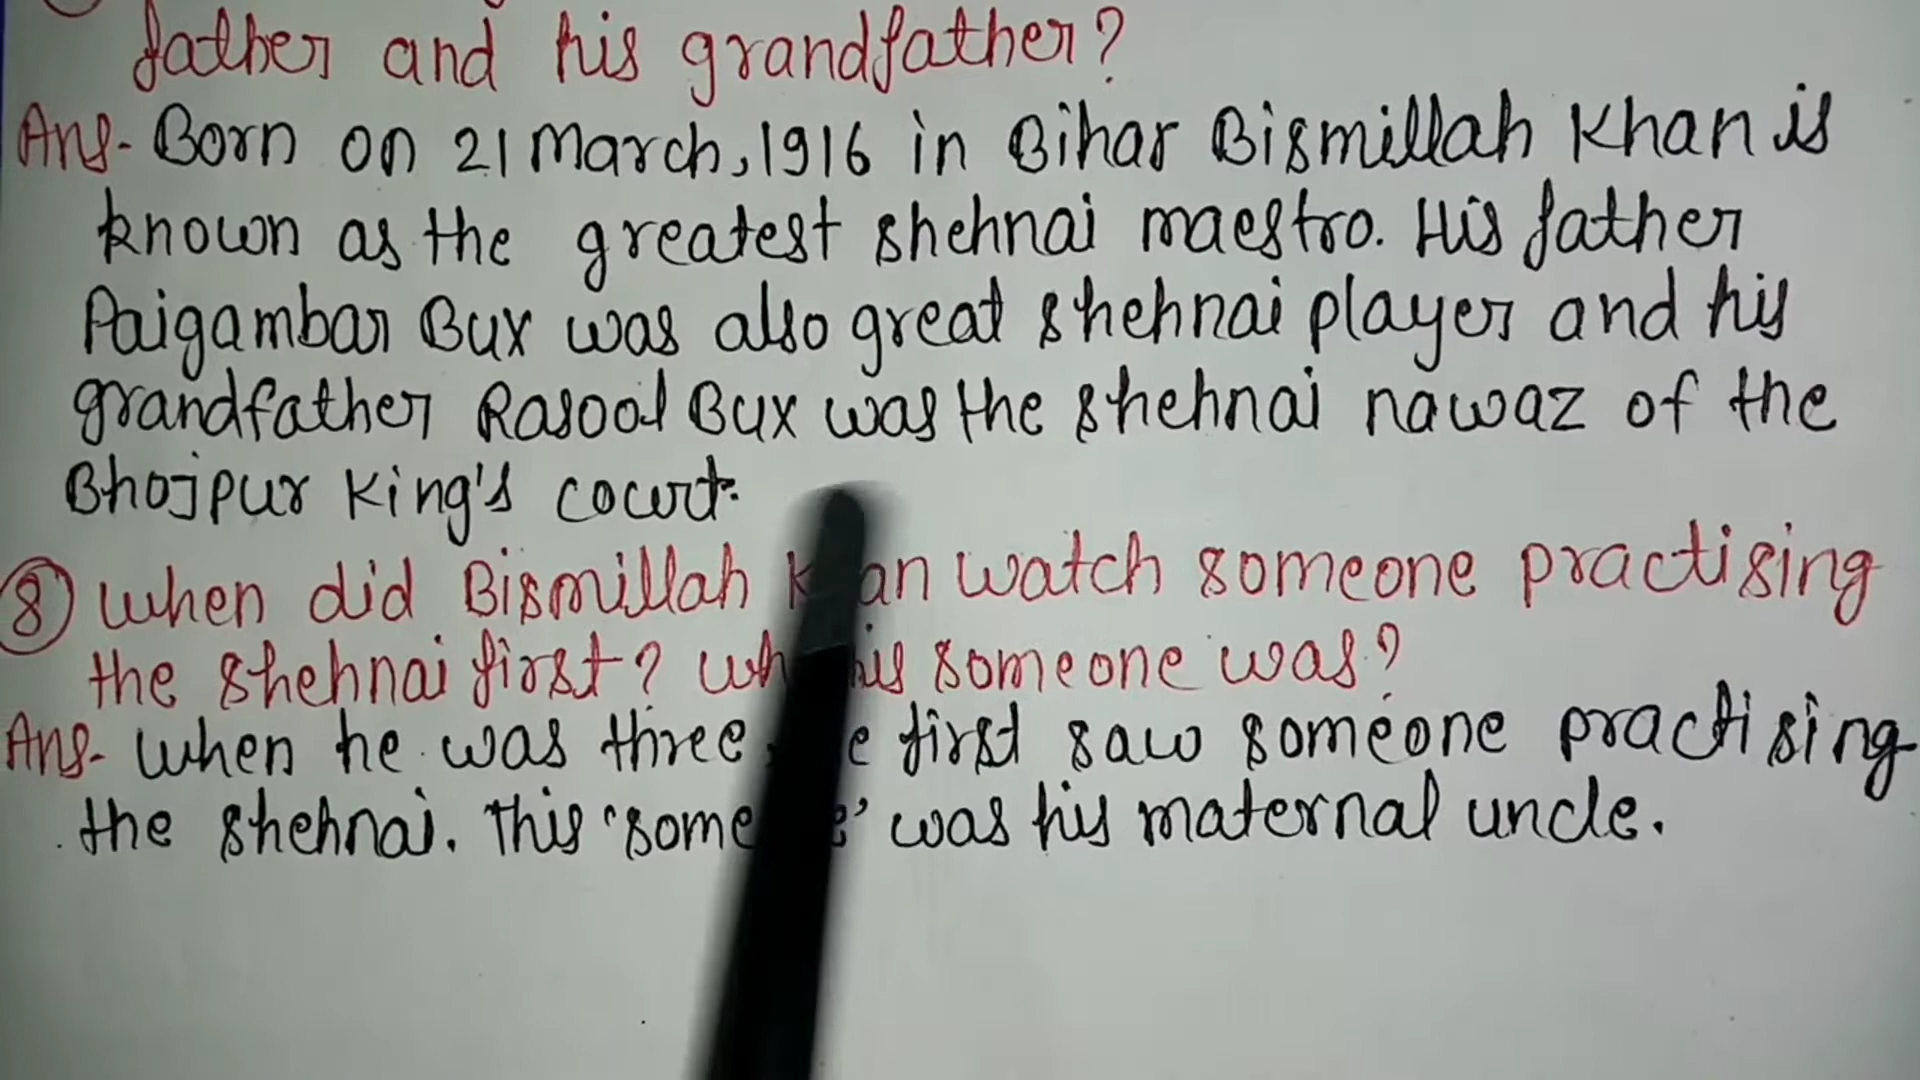 father and his grandfather?
Ans- Born on 21 March, 1916 in Bihar Bismillah Khan is
known as the greatest shehnai maestro. His father
Paigambar Bux was also great shehnai player and his
grandfather Rasool Bux was the shehnai nawaz of the
Bhojpur King's court.
8 When did Bismillah an watch someone practising
the shehnai first? someone was?
Ans- When he was three, first saw someone practising
the shehnai. This was his maternal uncle.